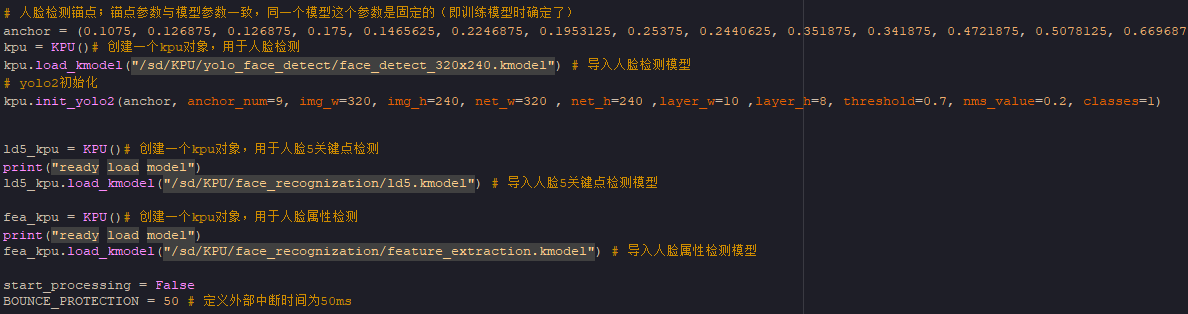 # 人脸检测锚点；锚点参数与模型参数一致，同一个模型这个参数是固定的（即训练模型时确定了）
anchor = (0.1075, 0.126875, 0.126875, 0.175, 0.1465625, 0.2246875, 0.1953125, 0.25375, 0.2440625, 0.351875, 0.341875, 0.4721875, 0.5078125, 0.669687
kpu = KPU()# 创建一个kpu对象，用于人脸检测
kpu.load_kmodel("/sd/KPU/yolo_face_detect/face_detect_320x240.kmodel") # 导入人脸检测模型
# yolo2初始化
kpu.init_yolo2(anchor, anchor_num=9, img_w=320, img_h=240, net_w=320 , net_h=240 ,layer_w=10 ,layer_h=8, threshold=0.7, nms_value=0.2, classes=1)
ld5_kpu = KPU()# 创建一个kpu对象，用于人脸5关键点检测
print("ready load model")
ld5_kpu.load_kmodel("/sd/KPU/face_recognization/ld5.kmodel") # 导入人脸5关键点检测模型
fea_kpu = KPU()# 创建一个kpu对象，用于人脸属性检测
print("ready load model")
fea_kpu.load_kmodel("/sd/KPU/face_recognization/feature_extraction.kmodel") # 导入人脸属性检测模型
start_processing = False
BOUNCE_PROTECTION = 50 # 定义外部中断时间为50ms